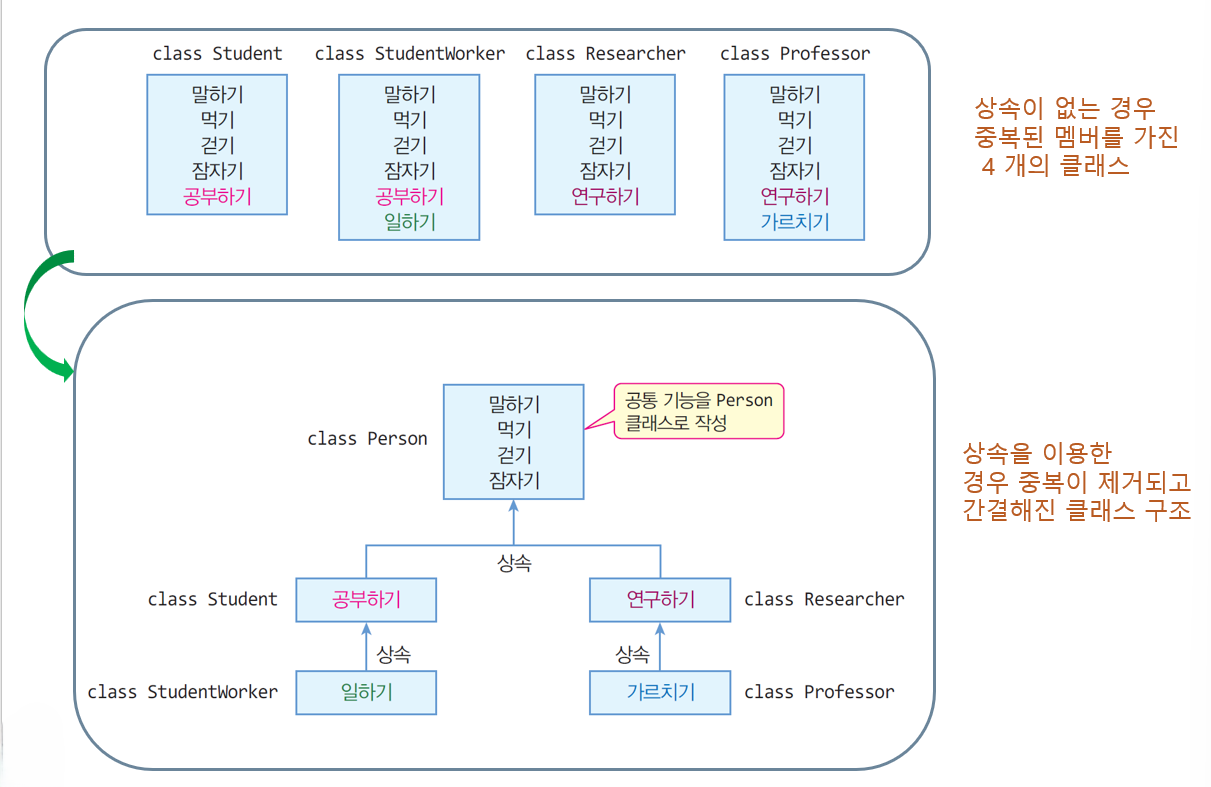 class Student
class StudentWorker
class Researcher
class Professor
말하기
먹기
걷기
잠자기
공부하기
말하기
먹기
걷기
잠자기
공부하기
일하기
말하기
먹기
걷기
잠자기
연구하기
말하기
먹기
걷기
잠자기
연구하기
가르치기
상속이 없는 경우
중복된 멤버를 가진
4 개의 클래스
class Person
말하기
먹기
걷기
잠자기
공통 기능을 Person
클래스로 작성
상속을 이용한
경우 중복이 제거되고
간결해진 클래스 구조
상속
class Student
공부하기
연구하기
class Researcher
상속
상속
class StudentWorker
일하기
가르치기
class Professor